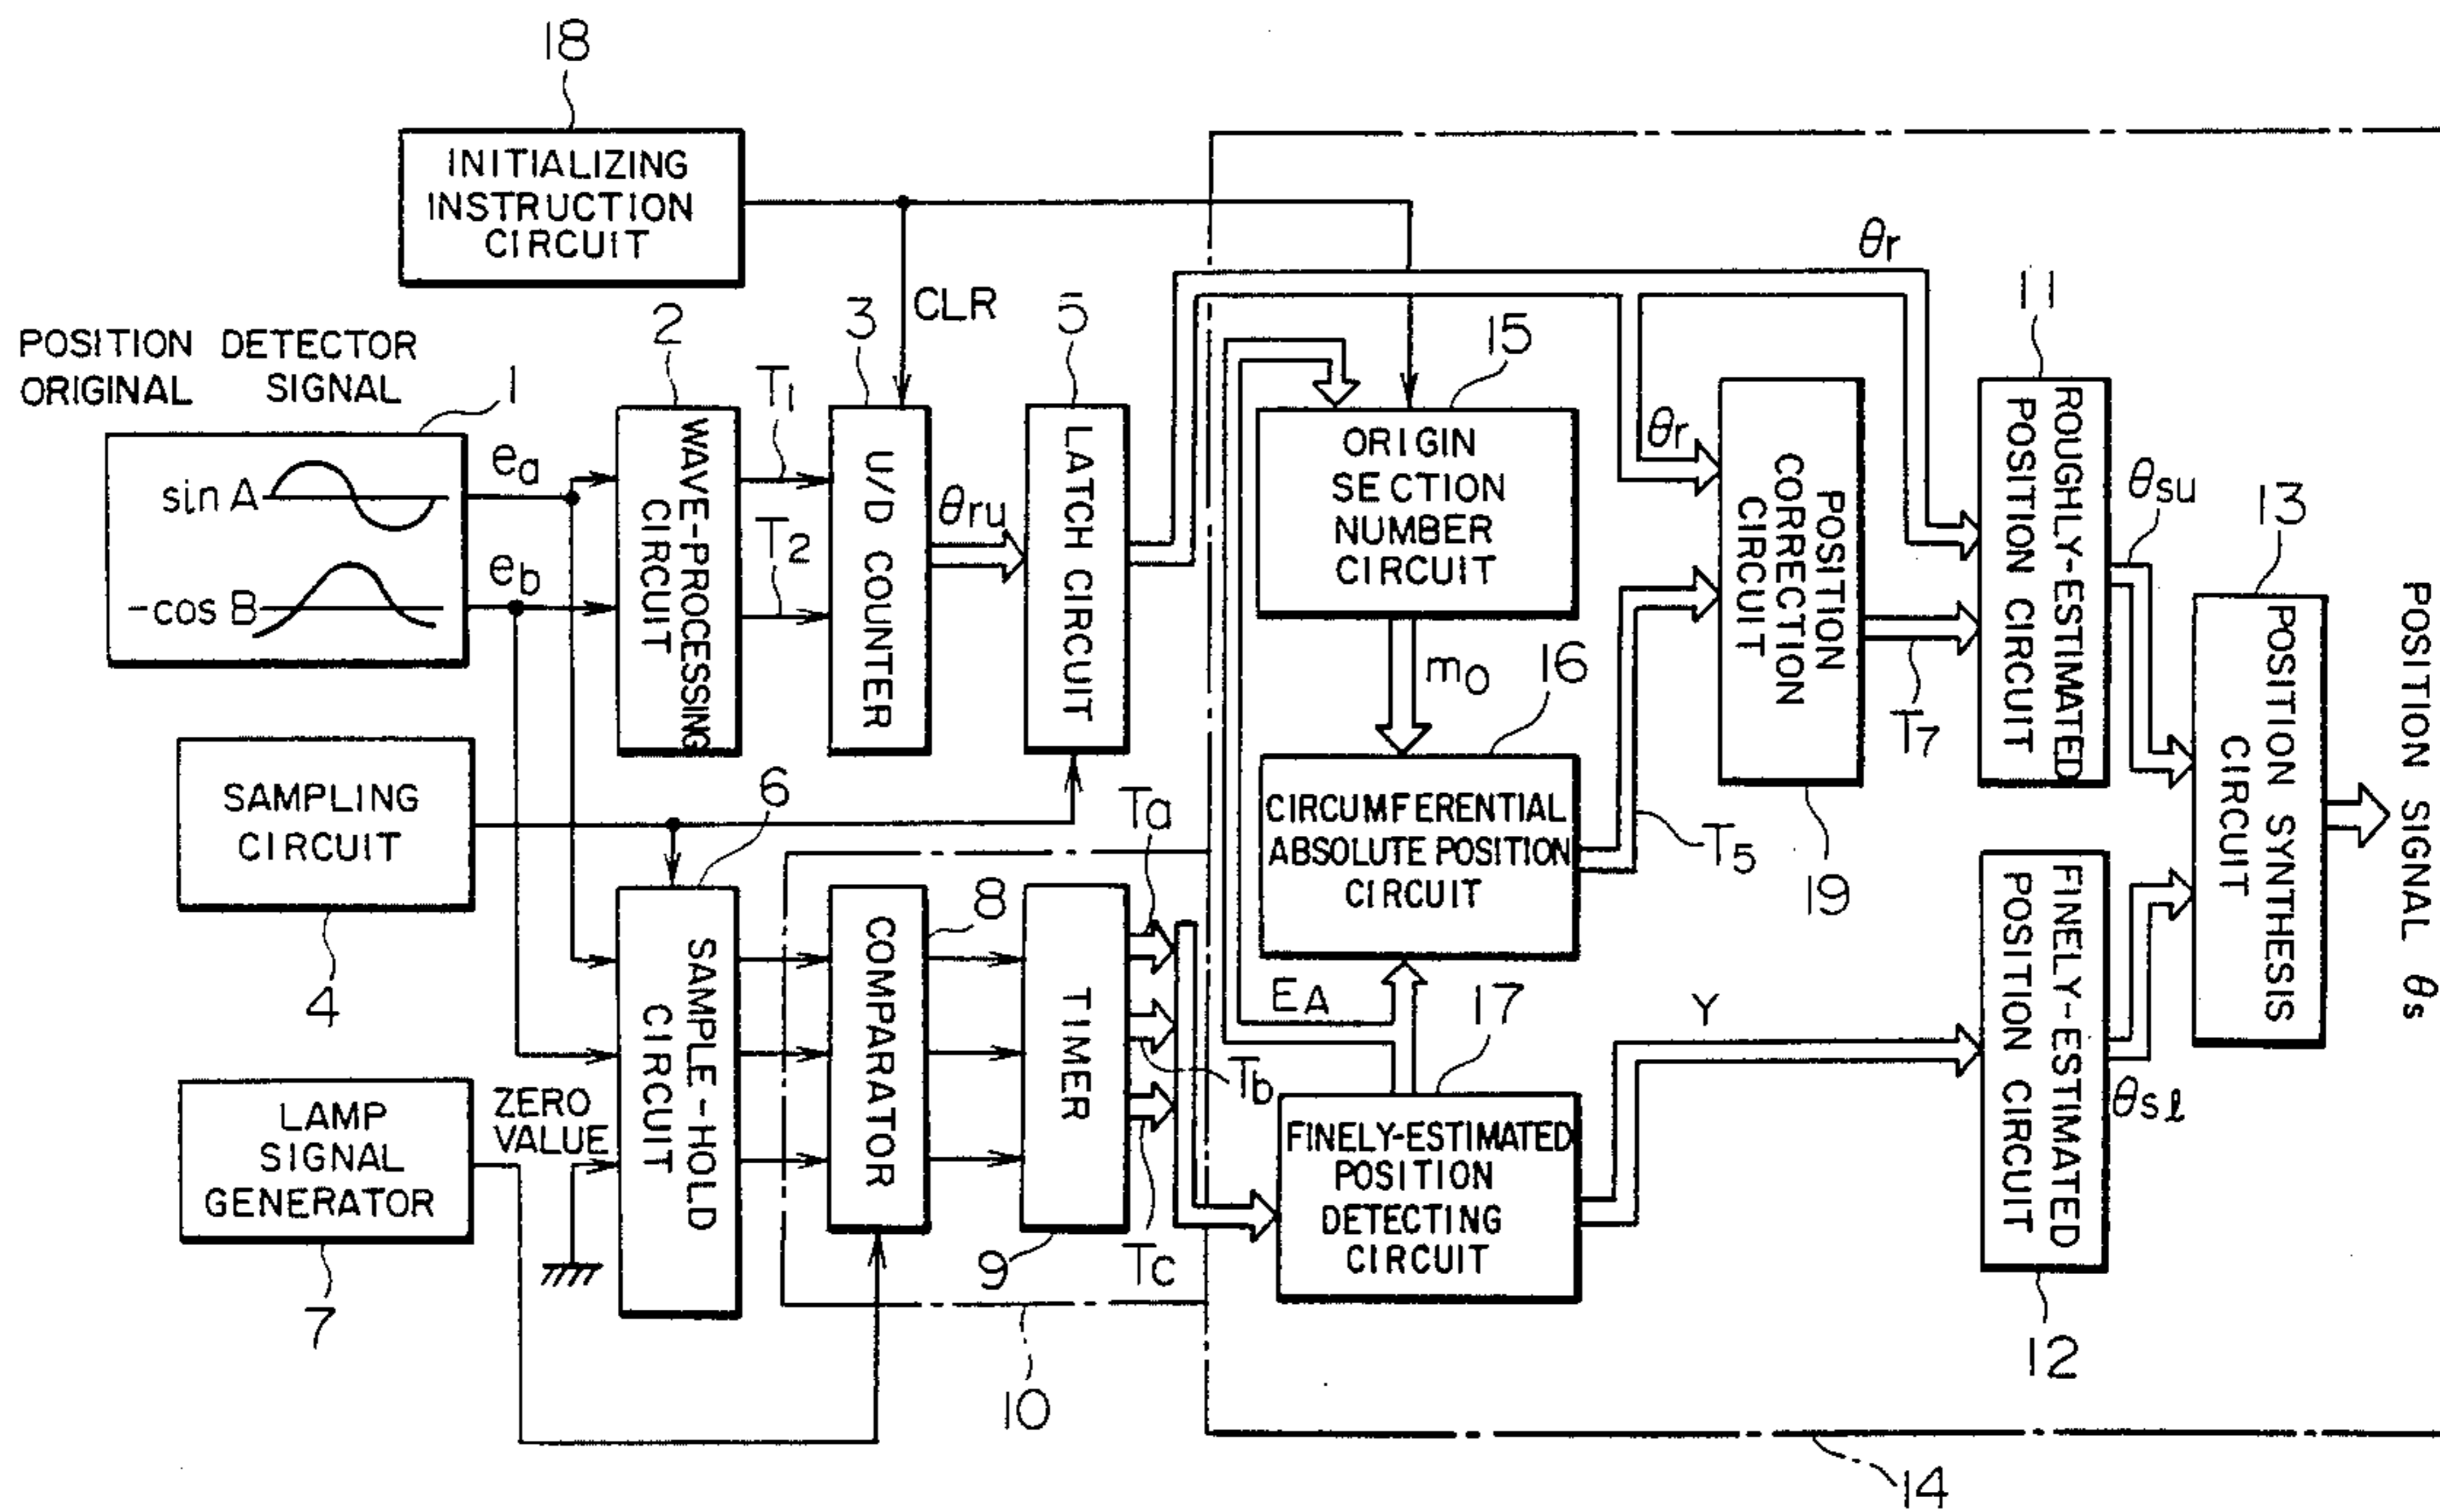 18
INITIALIZING
INSTRUCTION
CIRCUIT
CLR
θr
POSITION DETECTOR
ORIGINAL SIGNAL
1
sin A
-cos B
ea
eb
2
WAVE-PROCESSING
CIRCUIT
T1
T2
3
U/D COUNTER
θru
5
LATCH CIRCUIT
15
ORIGIN
SECTION
NUMBER
CIRCUIT
mo
θr
POSITION
CORRECTION
CIRCUIT
19
T7
11
ROUGHLY-ESTIMATED
POSITION CIRCUIT
θsu
13
POSITION SYNTHESIS
CIRCUIT
POSITION SIGNAL θs
SAMPLING
CIRCUIT
4
6
SAMPLE-HOLD
CIRCUIT
ZERO
VALUE
8
COMPARATOR
TIMER
9
Ta
Tb
Tc
10
16
CIRCUMFERENTIAL
ABSOLUTE POSITION
CIRCUIT
T5
EA
17
FINELY-ESTIMATED
POSITION
DETECTING
CIRCUIT
Y
FINELY-ESTIMATED
POSITION CIRCUIT
12
θsℓ
LAMP
SIGNAL
GENERATOR
7
14